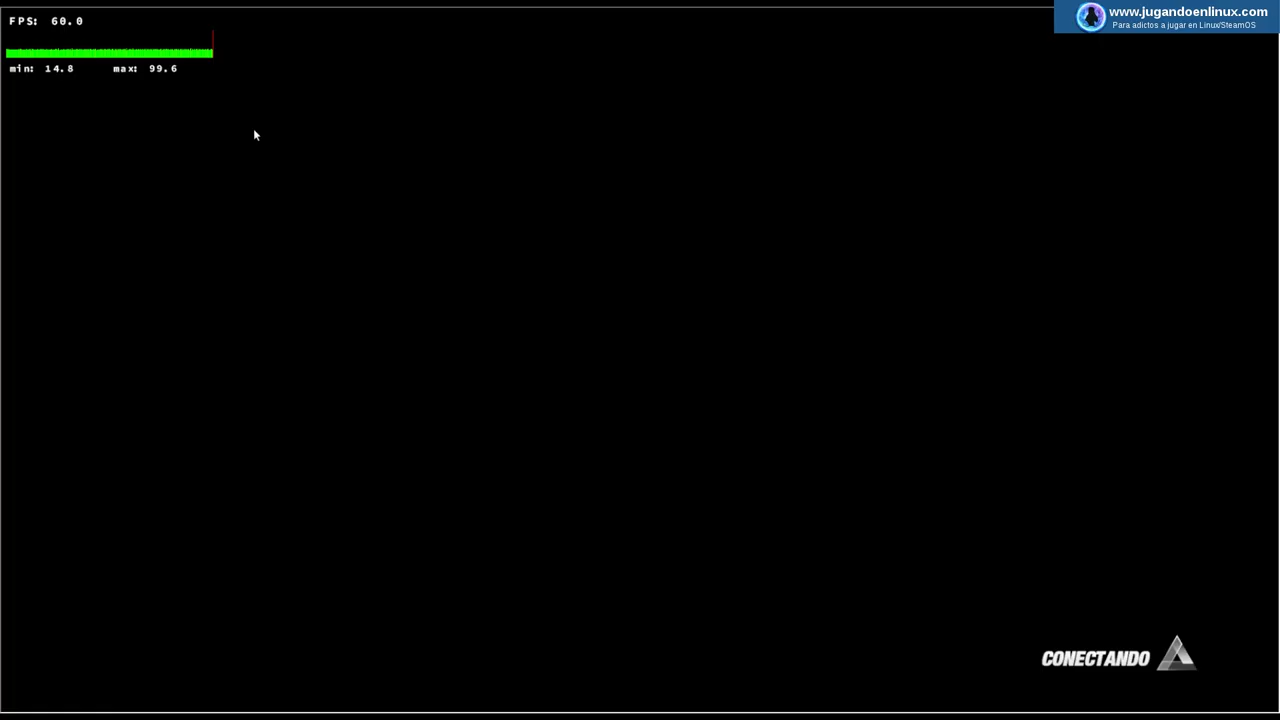 FPS: 60.0
min: 14.8 max: 99.6
www.jugandoenlinux.com
Para adictos a jugar en Linux/SteamOS
CONECTANDO